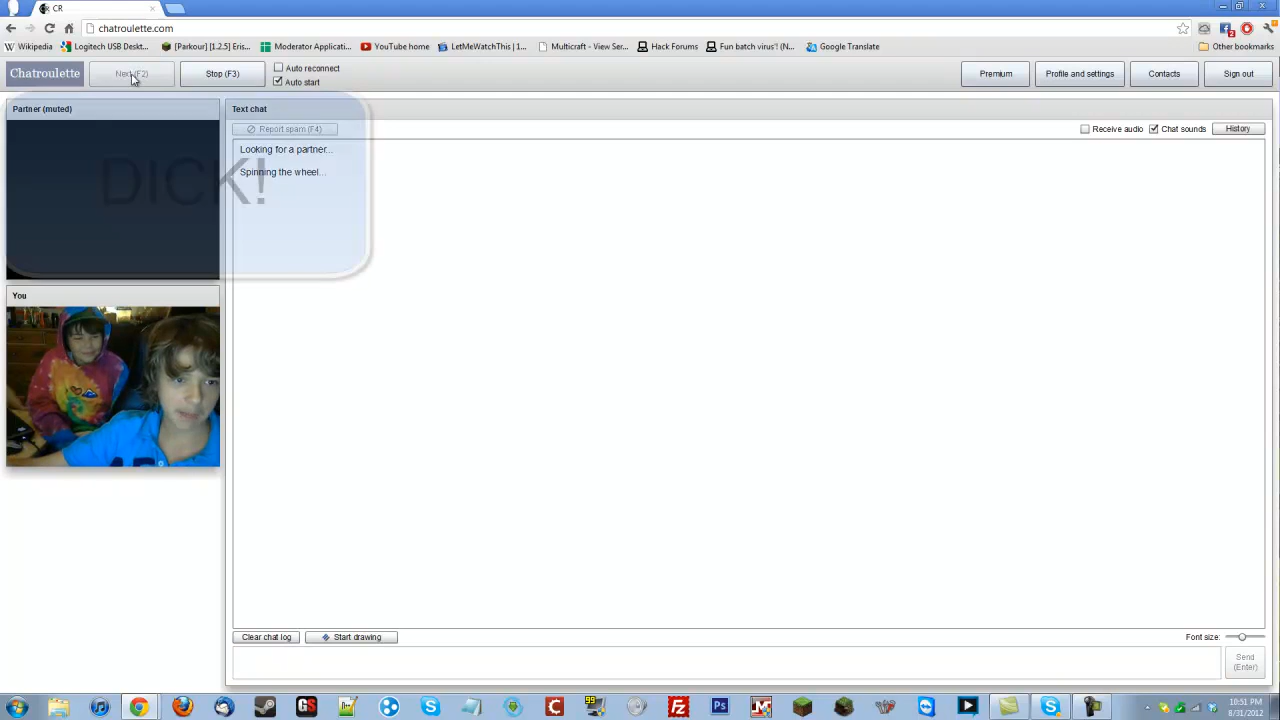 CR
chatroulette.com
Wikipedia
Logitech USB Deskt...
[Parkour] [1.2.5] Eris...
Moderator Applicati...
YouTube home
LetMeWatchThis | 1...
Multicraft - View Ser...
Hack Forums
Fun batch virus'! (N...
Google Translate
Other bookmarks
Chatroulette
Next (F2)
Stop (F3)
Auto reconnect
Auto start
Premium
Profile and settings
Contacts
Sign out
Partner (muted)
Text chat
Report spam (F4)
Receive audio
Chat sounds
History
Looking for a partner...
Spinning the wheel...
DICK!
You
Clear chat log
Start drawing
Font size:
Send
(Enter)
10:51 PM
8/31/2012